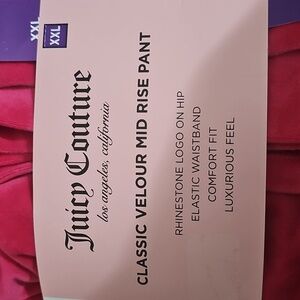 XXL
XXL
Juicy Couture
los angeles, california
CLASSIC VELOUR MID RISE PANT
RHINESTONE LOGO ON HIP
ELASTIC WAISTBAND
COMFORT FIT
LUXURIOUS FEEL